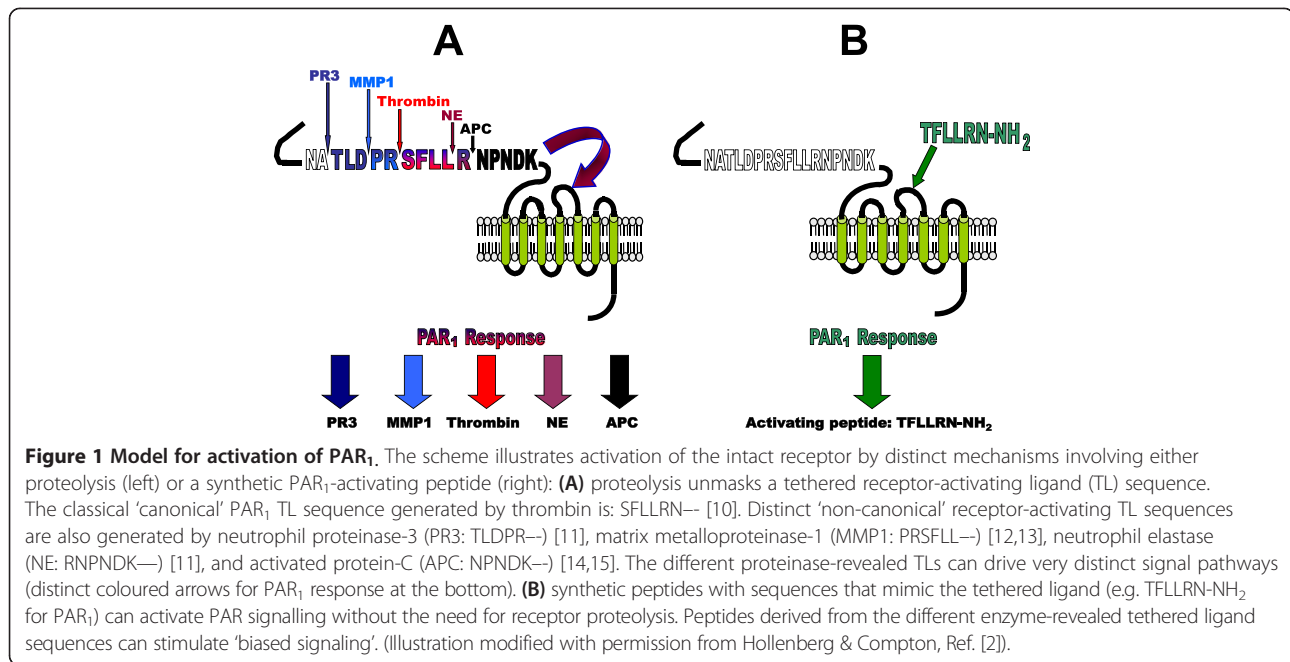 A
B
PR3
MMP1
Thrombin
NE
APC
NATLDPRSFLLRNPNDK
TFLLRN-NH₂
NATLDPRSFLLRNPNDK
PAR₁ Response
PAR₁ Response
PR3 MMP1 Thrombin NE APC
Activating peptide: TFLLRN-NH₂
Figure 1 Model for activation of PAR₁. The scheme illustrates activation of the intact receptor by distinct mechanisms involving either
proteolysis (left) or a synthetic PAR₁-activating peptide (right): (A) proteolysis unmasks a tethered receptor-activating ligand (TL) sequence.
The classical ‘canonical’ PAR₁ TL sequence generated by thrombin is: SFLLRN–- [10]. Distinct ‘non-canonical’ receptor-activating TL sequences
are also generated by neutrophil proteinase-3 (PR3: TLDPR–-) [11], matrix metalloproteinase-1 (MMP1: PRSFLL–-) [12,13], neutrophil elastase
(NE: RNPNDK—) [11], and activated protein-C (APC: NPNDK–-) [14,15]. The different proteinase-revealed TLs can drive very distinct signal pathways
(distinct coloured arrows for PAR₁ response at the bottom). (B) synthetic peptides with sequences that mimic the tethered ligand (e.g. TFLLRN-NH₂
for PAR₁) can activate PAR signalling without the need for receptor proteolysis. Peptides derived from the different enzyme-revealed tethered ligand
sequences can stimulate ‘biased signaling’. (Illustration modified with permission from Hollenberg & Compton, Ref. [2]).